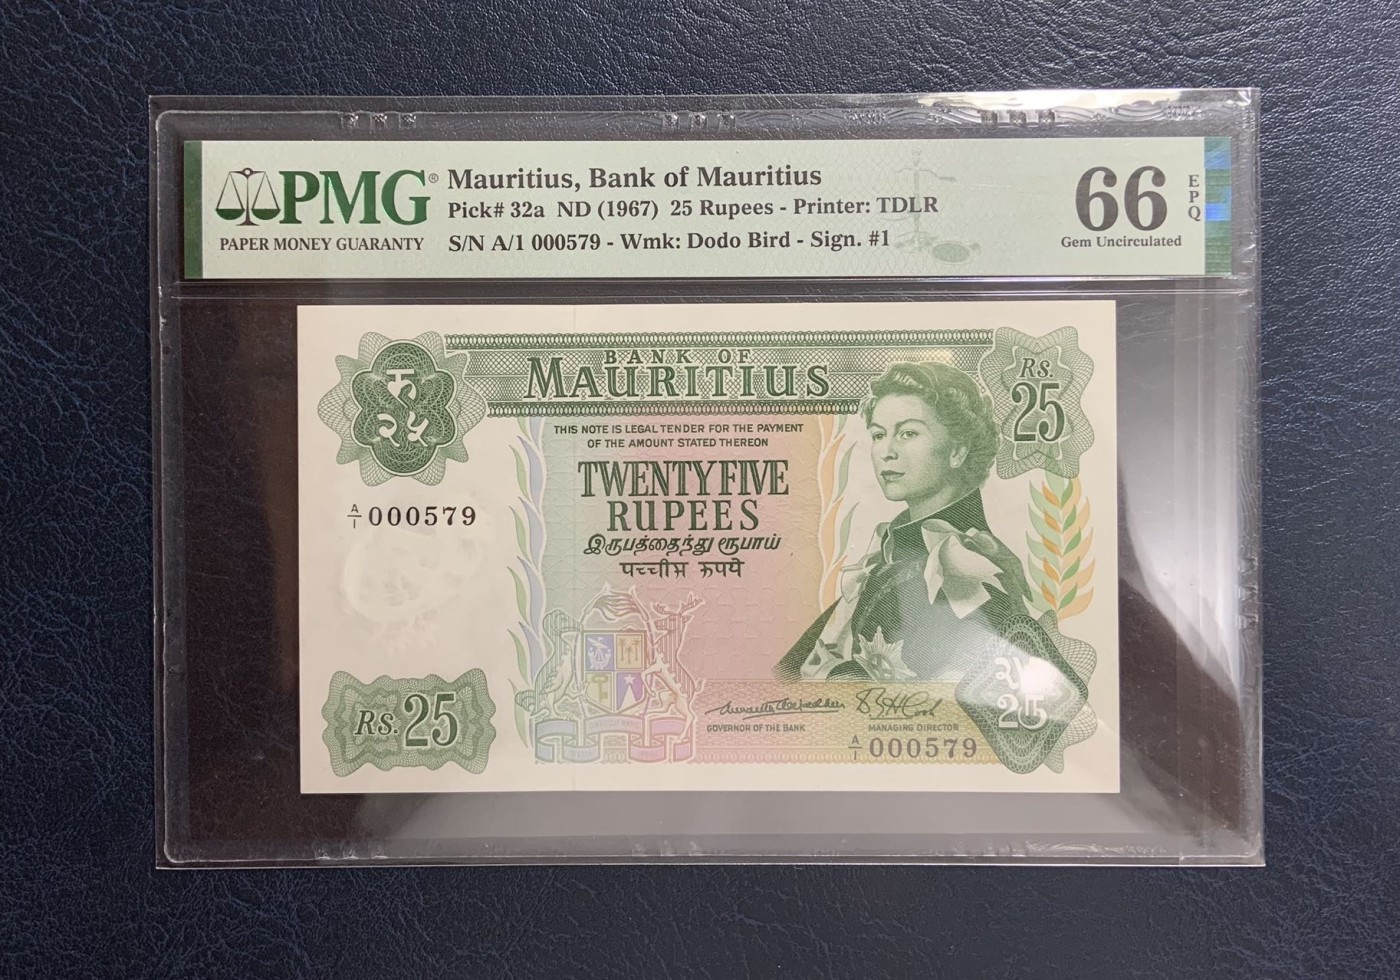 PMG®
PAPER MONEY GUARANTY
Mauritius, Bank of Mauritius
Pick# 32a ND (1967) 25 Rupees - Printer: TDLR
S/N A/1 000579 - Wmk: Dodo Bird - Sign. #1
66
EPQ
Gem Uncirculated
BANK OF
MAURITIUS
Rs.
25
रु
२५
THIS NOTE IS LEGAL TENDER FOR THE PAYMENT
OF THE AMOUNT STATED THEREON
TWENTY FIVE
RUPEES
இருபத்தைந்து ரூபாய்
पच्चीस रूपये
A/1 000579
Rs. 25
GOVERNOR OF THE BANK
MANAGING DIRECTOR
A/1 000579
२५
25